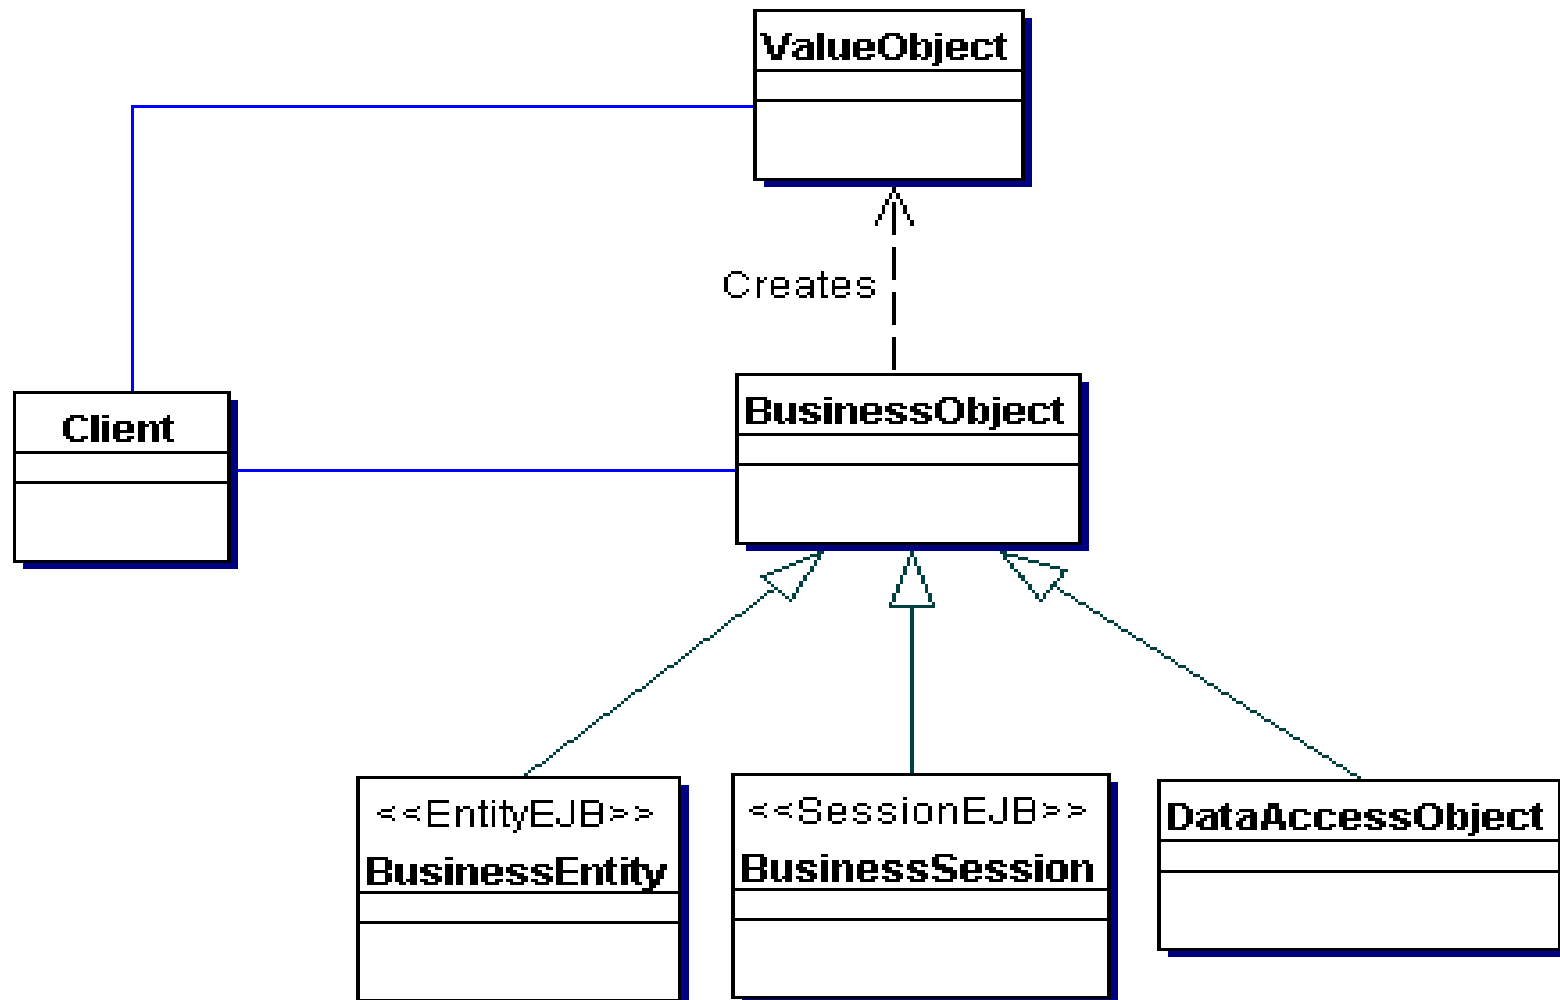 ValueObject
Creates
BusinessObject
Client
<<EntityEJB>>
BusinessEntity
<<SessionEJB>>
BusinessSession
DataAccessObject